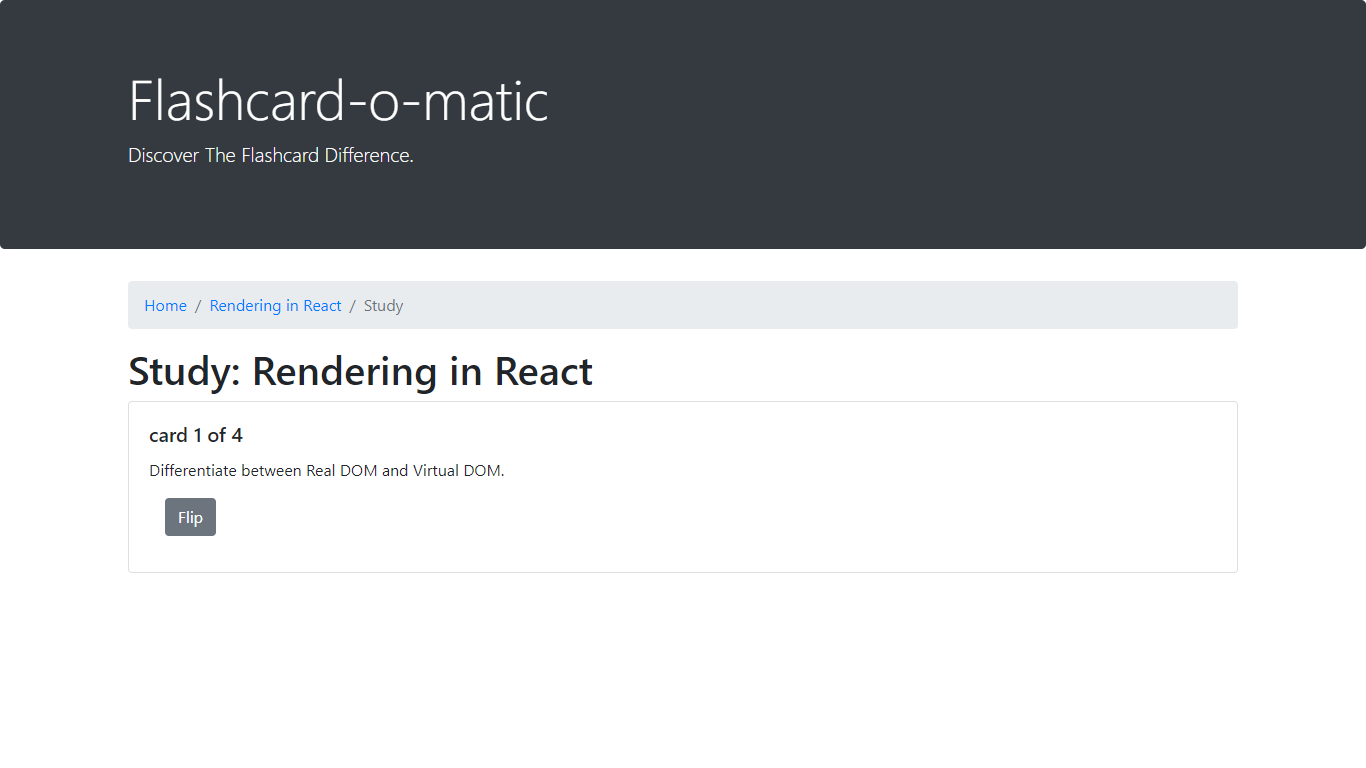 Flashcard-o-matic
Discover The Flashcard Difference.
Home / Rendering in React / Study
Study: Rendering in React
card 1 of 4
Differentiate between Real DOM and Virtual DOM.
Flip